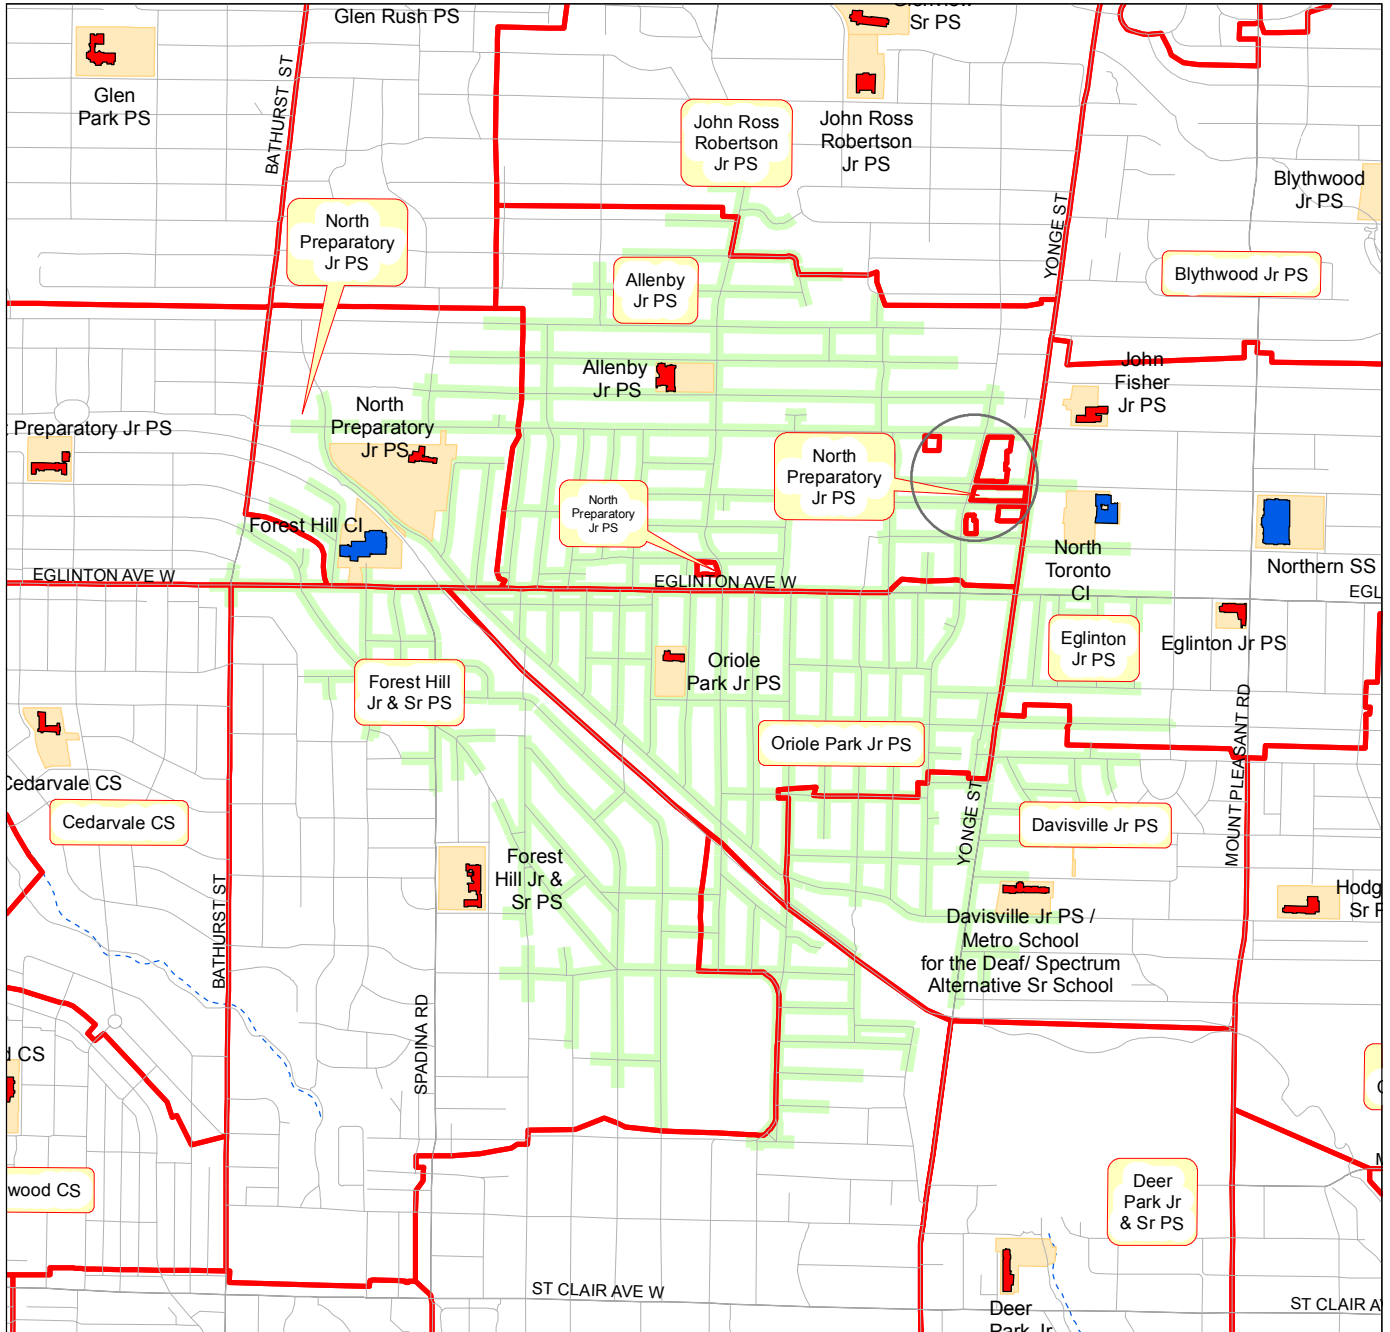 Glen Rush PS
Sr PS
Glen
Park PS
BATHURST ST
John Ross
Robertson
Jr PS
John Ross
Robertson
Jr PS
Blythwood
Jr PS
YONGE ST
North
Preparatory
Jr PS
Allenby
Jr PS
Blythwood Jr PS
Allenby
Jr PS
John
Fisher
Jr PS
North
Preparatory
Jr PS
Preparatory Jr PS
North
Preparatory
Jr PS
North
Preparatory
Jr PS
Forest Hill CI
North
Toronto
CI
Northern SS
EGLINTON AVE W
EGLINTON AVE W
EGL
Eglinton
Jr PS
Eglinton Jr PS
Oriole
Park Jr PS
Forest Hill
Jr & Sr PS
Oriole Park Jr PS
MOUNT PLEASANT RD
Cedarvale CS
Cedarvale CS
YONGE ST
Davisville Jr PS
Forest
Hill Jr &
Sr PS
BATHURST ST
Davisville Jr PS /
Metro School
for the Deaf/ Spectrum
Alternative Sr School
Hodg
Sr P
SPADINA RD
CS
wood CS
Deer
Park Jr
& Sr PS
ST CLAIR AVE W
ST CLAIR A
Deer
Park Jr